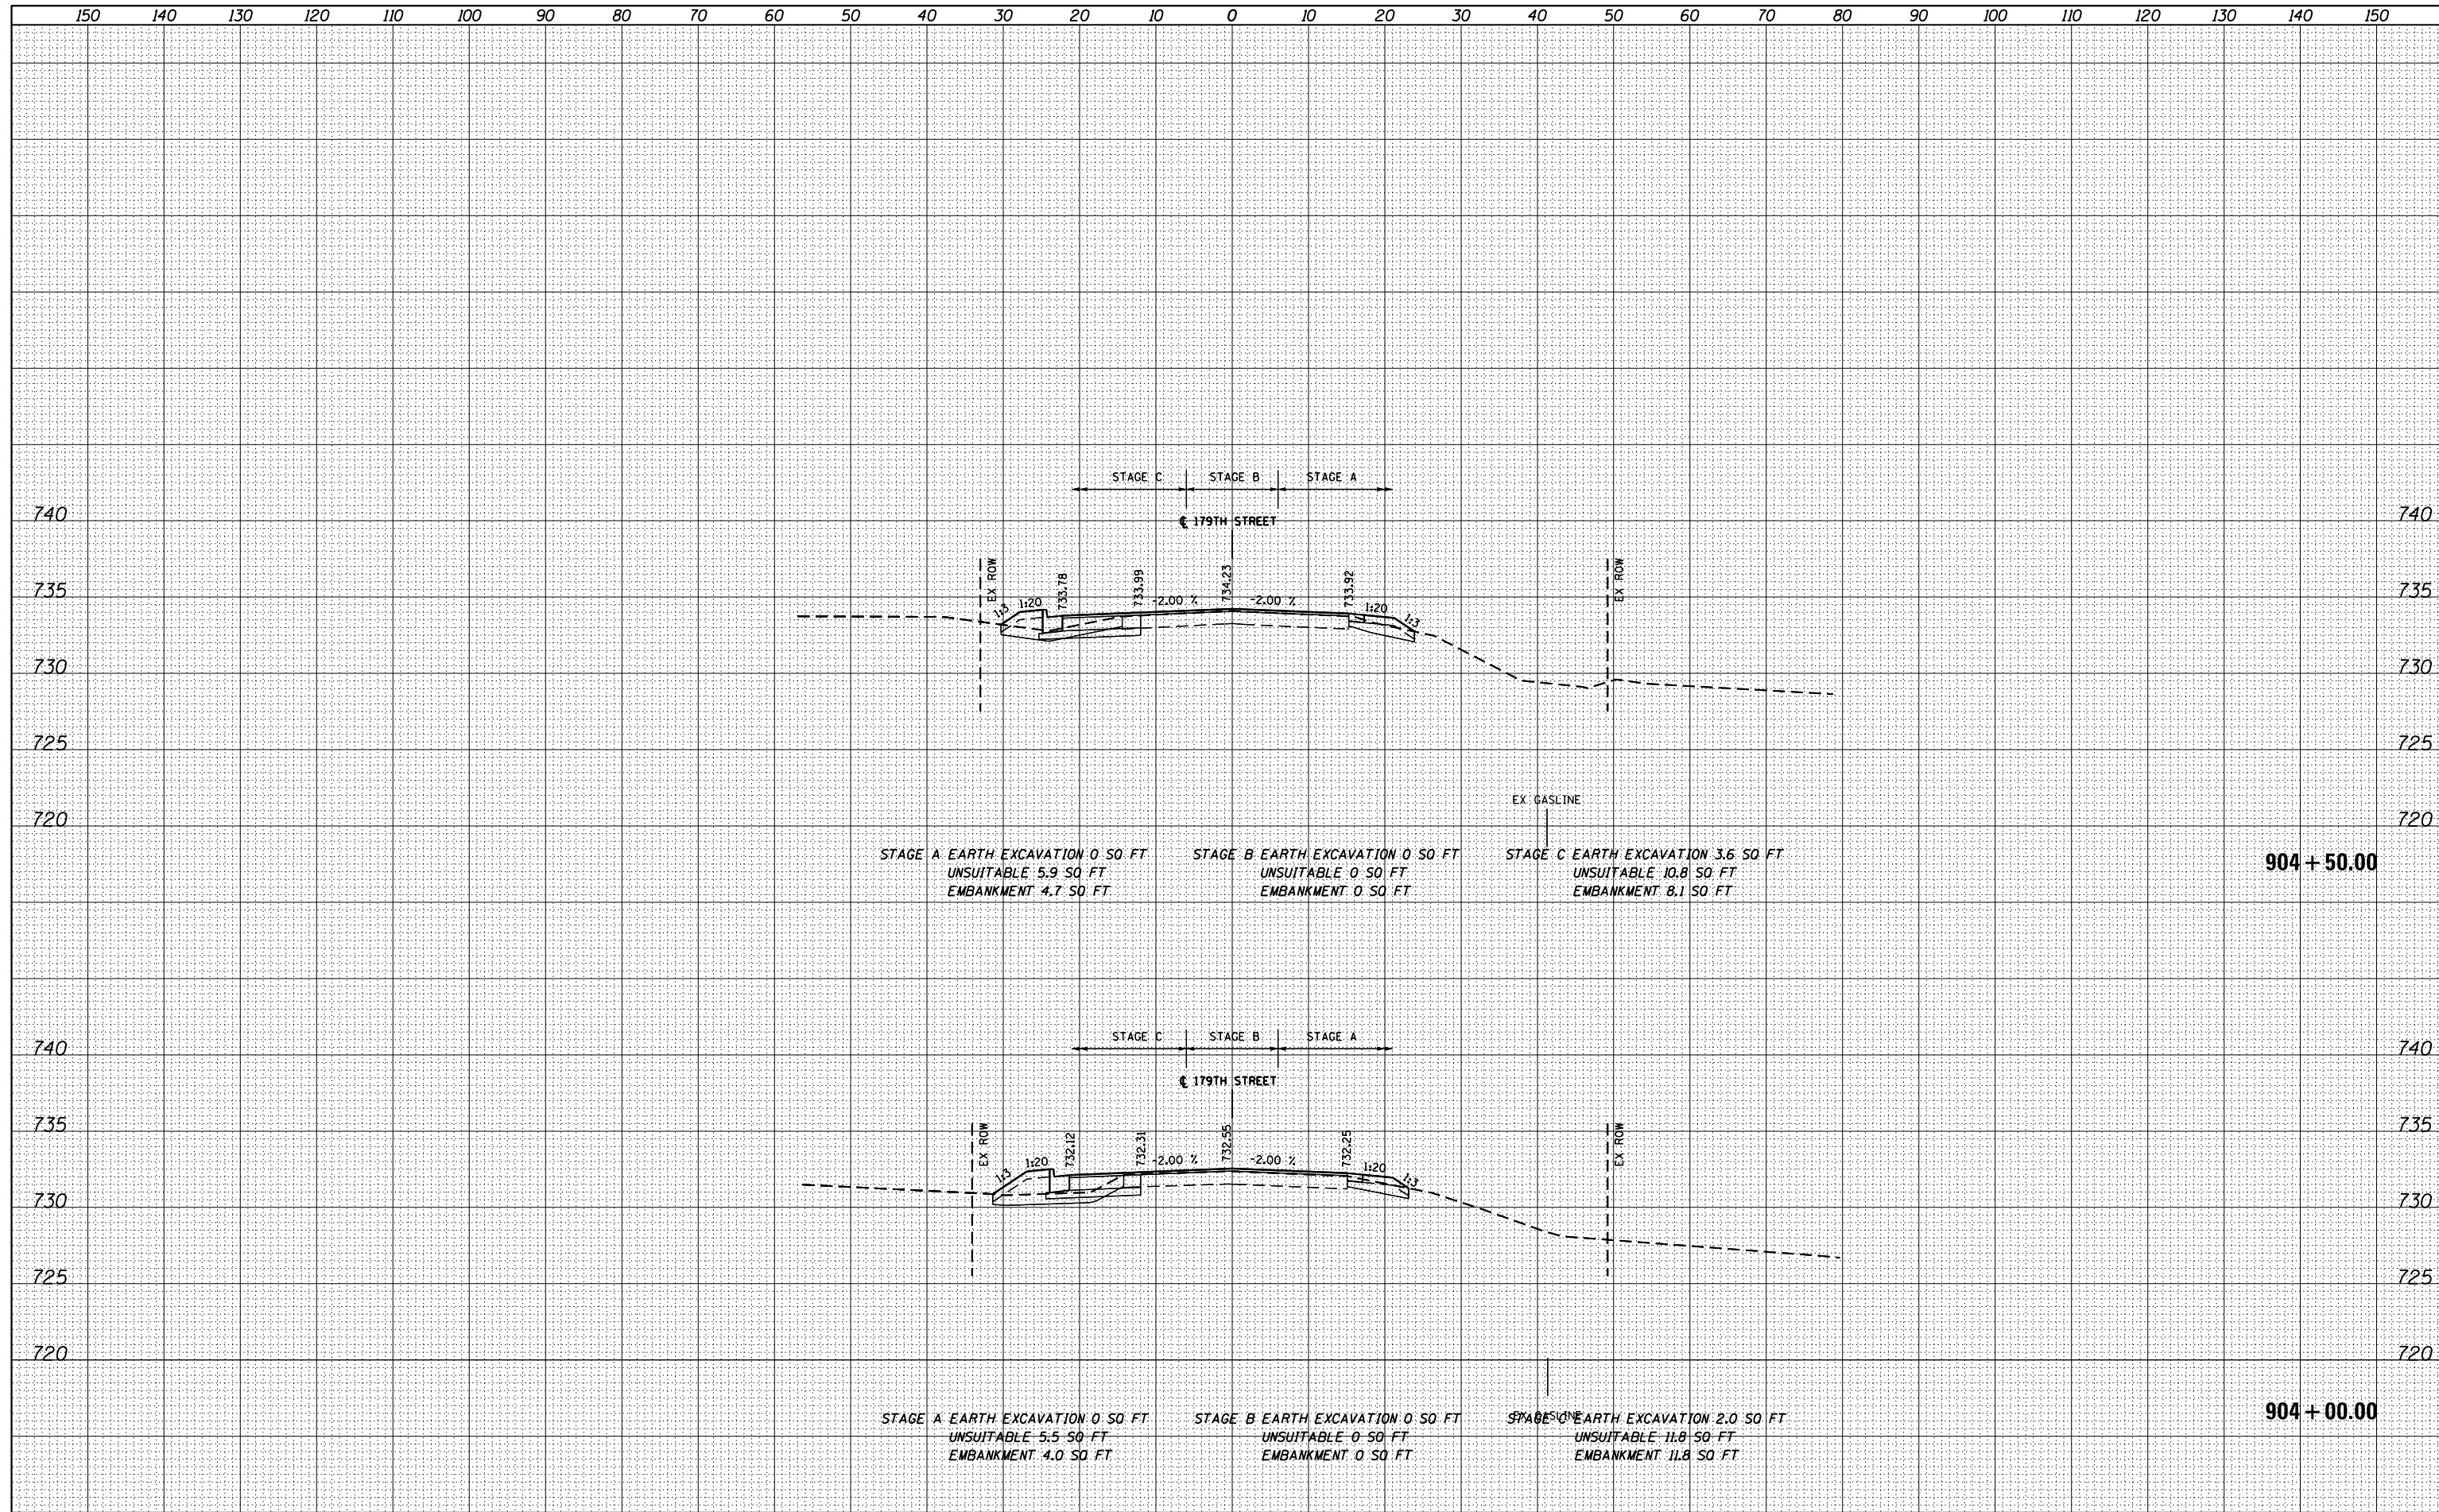 150 140 130 120 110 100 90 80 70 60 50 40 30 20 10 0 10 20 30 40 50 60 70 80 90 100 110 120 130 140 150
STAGE C STAGE B STAGE A
740 ℄ 179TH STREET 740
EX ROW 733.78 733.99 734.23 733.92 EX ROW
735 735
1:3 1:20 -2.00 % -2.00 % 1:20 1:3
730 730
725 725
EX GASLINE
720 720
STAGE A EARTH EXCAVATION 0 SQ FT STAGE B EARTH EXCAVATION 0 SQ FT STAGE C EARTH EXCAVATION 3.6 SQ FT
UNSUITABLE 5.9 SQ FT UNSUITABLE 0 SQ FT UNSUITABLE 10.8 SQ FT 904+50.00
EMBANKMENT 4.7 SQ FT EMBANKMENT 0 SQ FT EMBANKMENT 8.1 SQ FT
STAGE C STAGE B STAGE A
740 740
℄ 179TH STREET
735 735
EX ROW 732.12 732.31 732.55 732.25 EX ROW
1:3 1:20 -2.00 % -2.00 % 1:20 1:3
730 730
725 725
720 720
EX GASLINE 904+00.00
STAGE A EARTH EXCAVATION 0 SQ FT STAGE B EARTH EXCAVATION 0 SQ FT STAGE C EARTH EXCAVATION 2.0 SQ FT
UNSUITABLE 5.5 SQ FT UNSUITABLE 0 SQ FT UNSUITABLE 11.8 SQ FT
EMBANKMENT 4.0 SQ FT EMBANKMENT 0 SQ FT EMBANKMENT 11.8 SQ FT